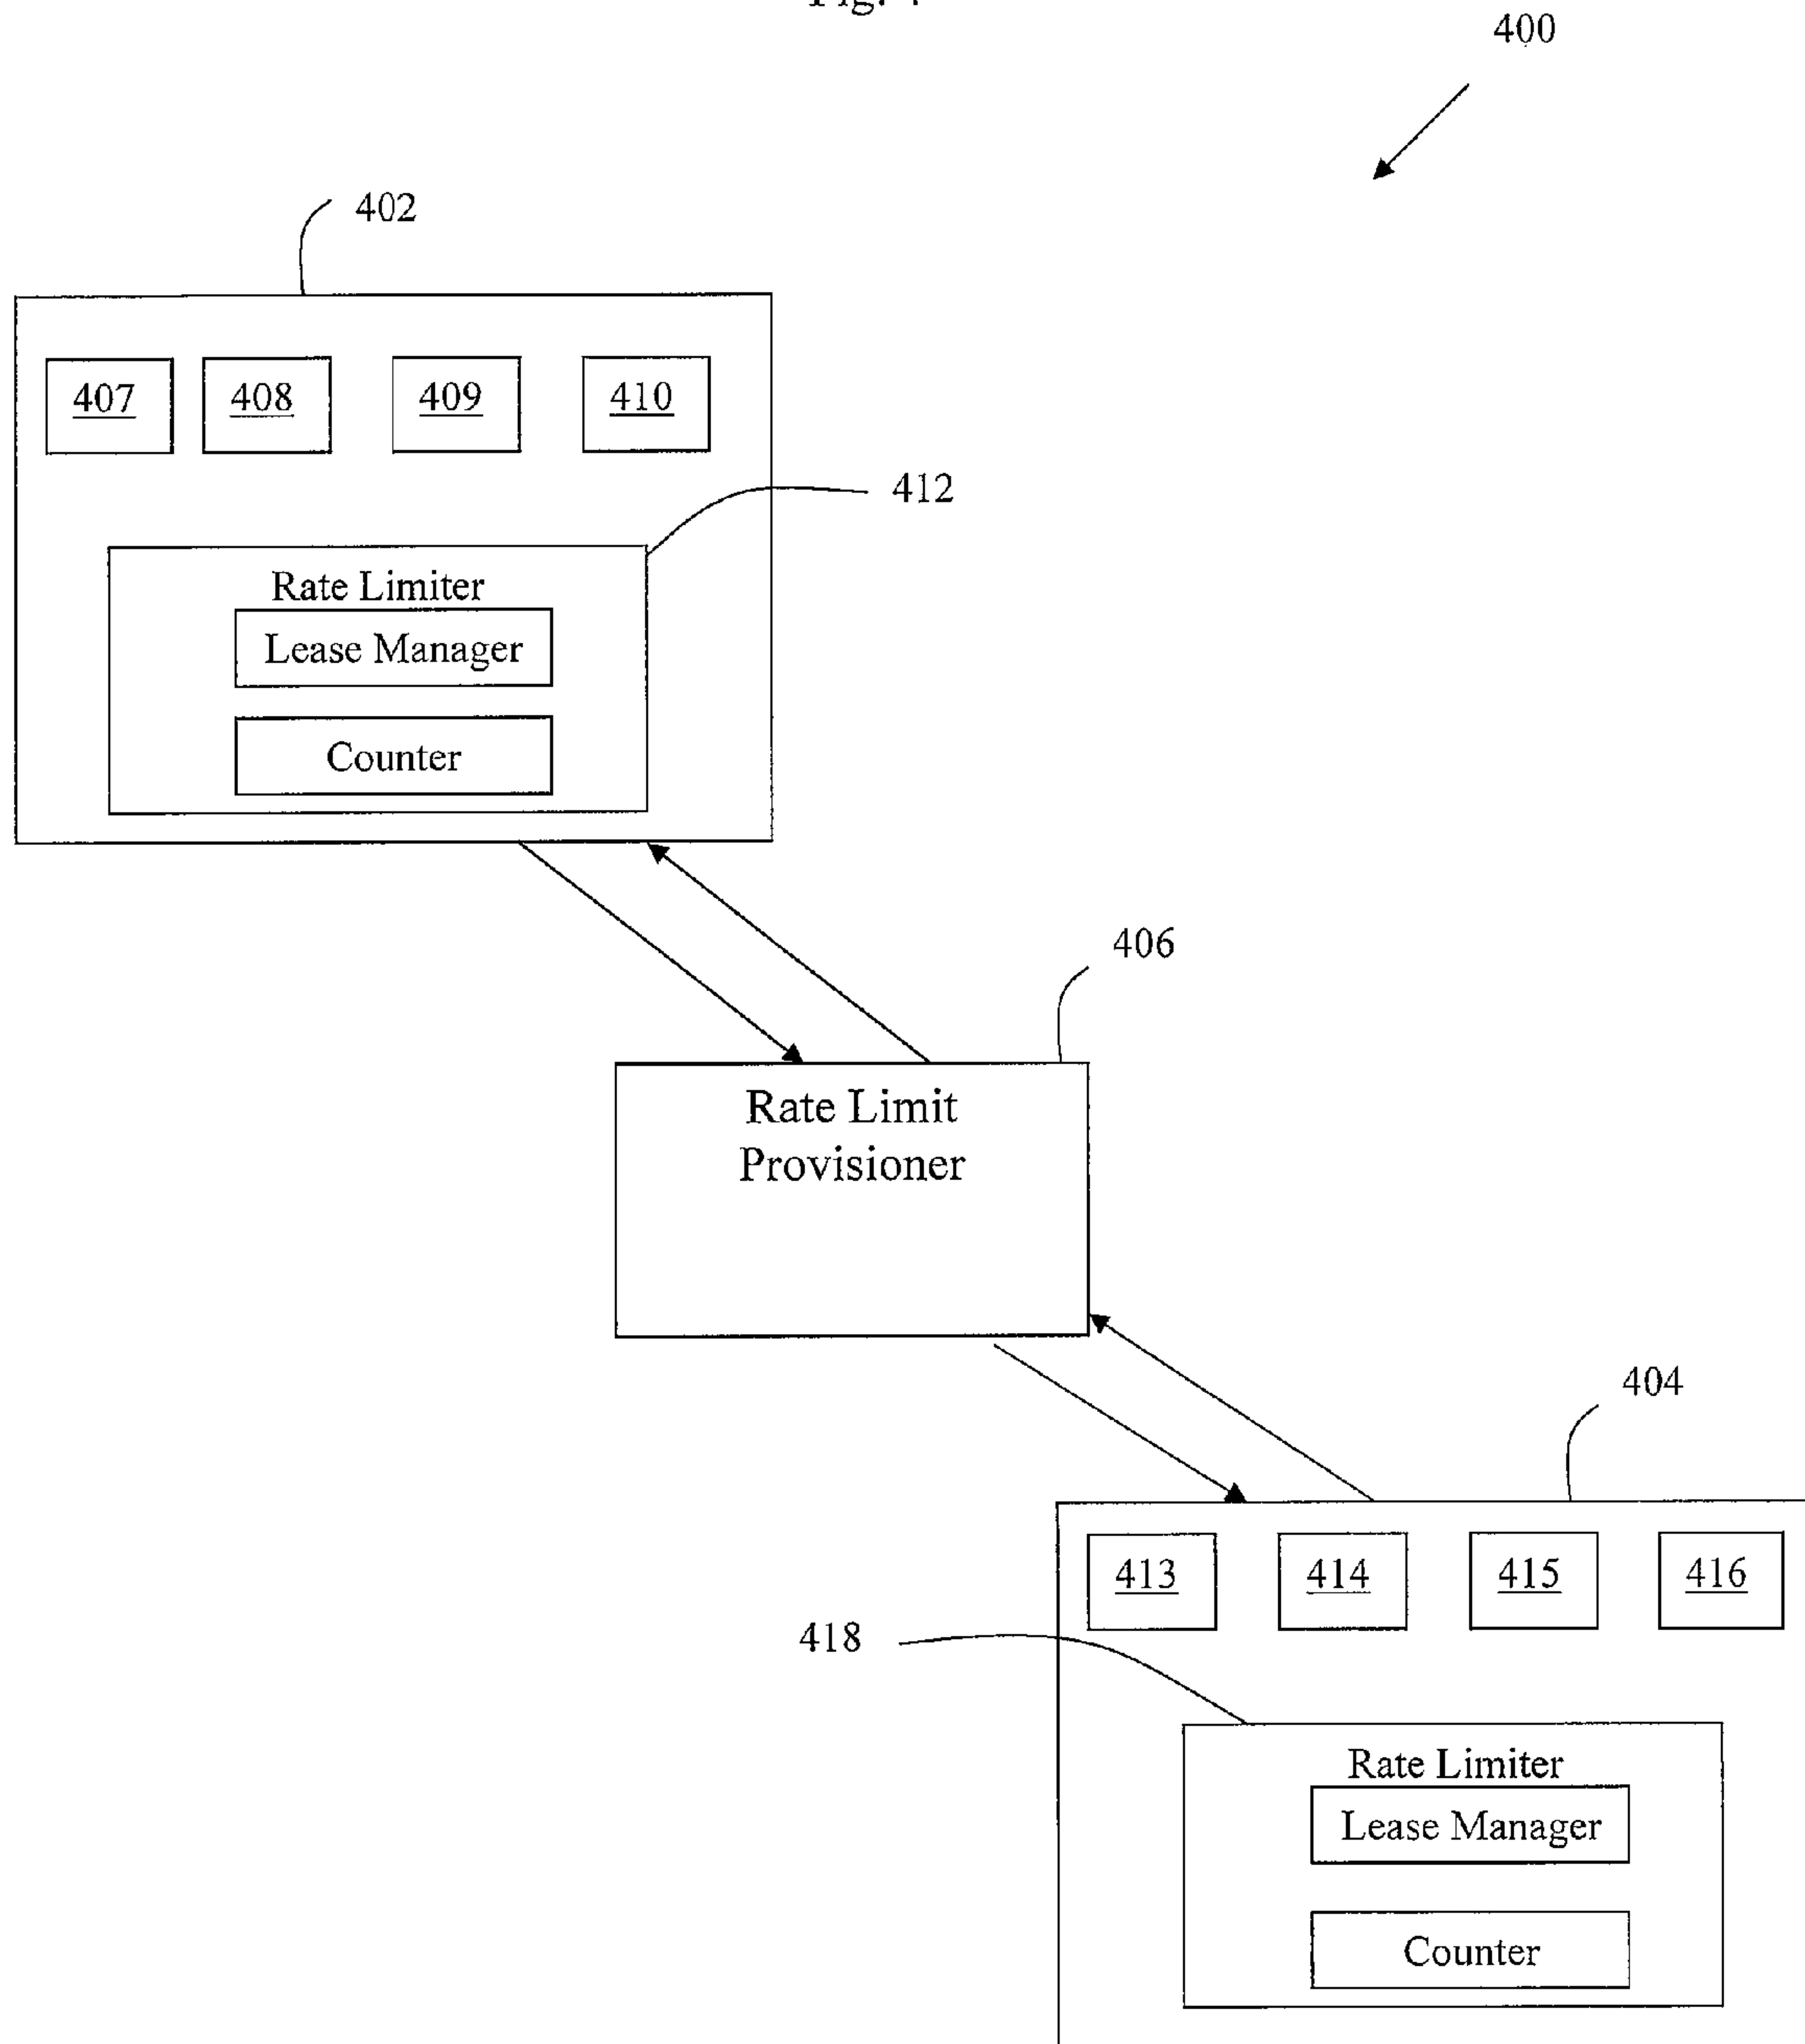 400
402
407 408 409 410
412
Rate Limiter
Lease Manager
Counter
406
Rate Limit
Provisioner
404
413 414 415 416
418
Rate Limiter
Lease Manager
Counter